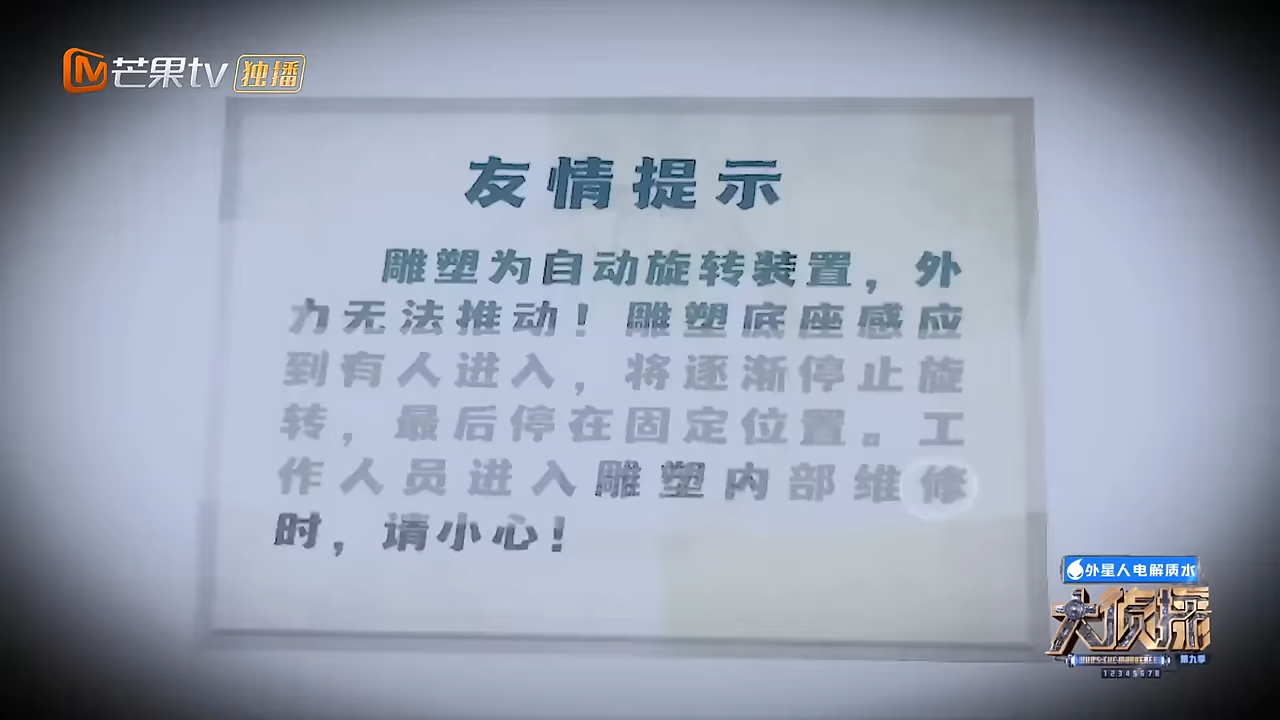 芒果tv 独播
友情提示
雕塑为自动旋转装置，外
力无法推动！雕塑底座感应
到有人进入，将逐渐停止旋
转，最后停在固定位置。工
作人员进入雕塑内部维修
时，请小心！
外星人电解质水
大侦探
第九季
12345678